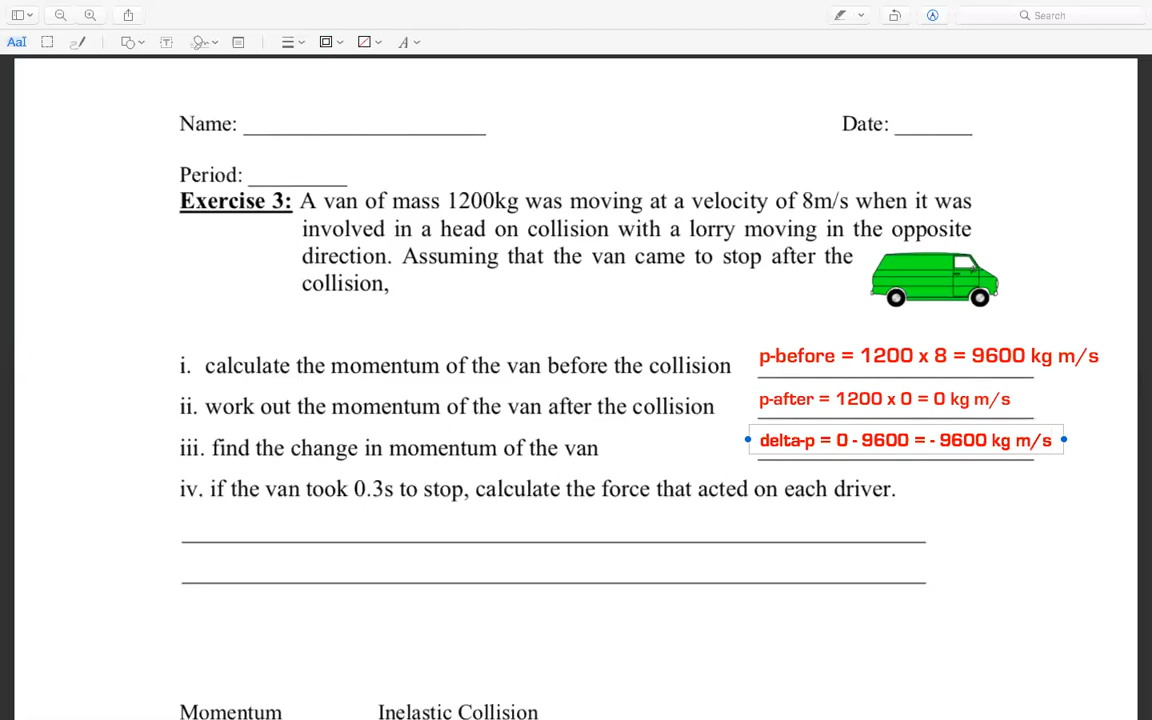 Search
AaI
Name: ______________________ Date: _______
Period: _________
Exercise 3: A van of mass 1200kg was moving at a velocity of 8m/s when it was
involved in a head on collision with a lorry moving in the opposite
direction. Assuming that the van came to stop after the
collision,
i. calculate the momentum of the van before the collision p-before = 1200 x 8 = 9600 kg m/s
ii. work out the momentum of the van after the collision p-after = 1200 x 0 = 0 kg m/s
iii. find the change in momentum of the van delta-p = 0 - 9600 = - 9600 kg m/s
iv. if the van took 0.3s to stop, calculate the force that acted on each driver.
Momentum Inelastic Collision